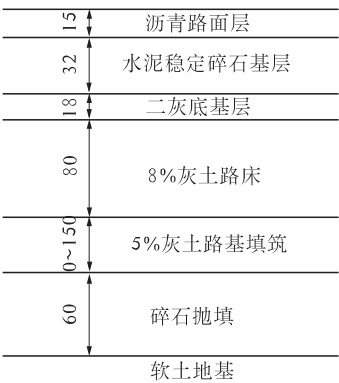 15 沥青路面层
32 水泥稳定碎石基层
18 二灰底基层
80 8%灰土路床
0~150 5%灰土路基填筑
60 碎石抛填
软土地基